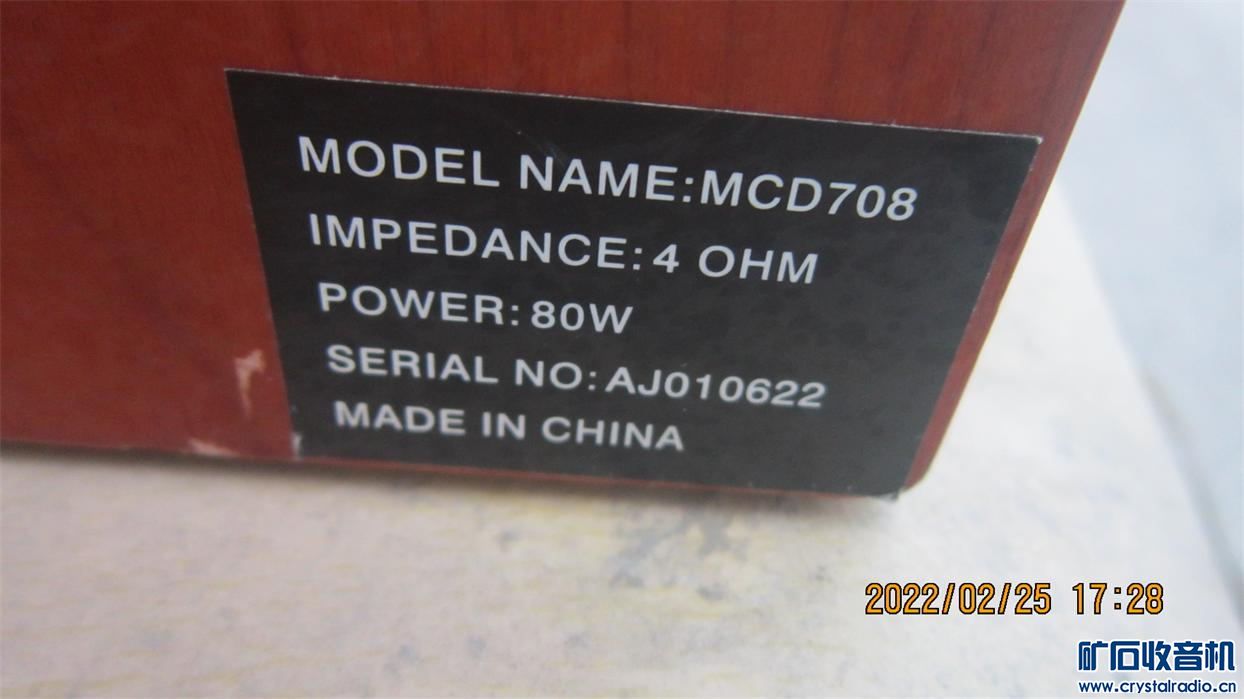 MODEL NAME:MCD708
IMPEDANCE:4 OHM
POWER:80W
SERIAL NO:AJ010622
MADE IN CHINA
2022/02/25 17:28
矿石收音机
www.crystalradio.cn